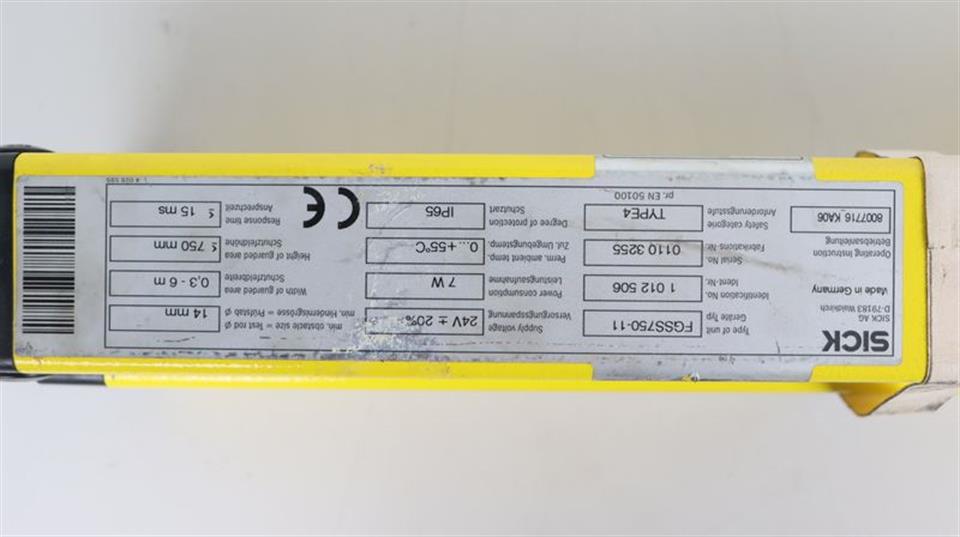 SICK
SICK AG
D-79183 Waldkirch
Made in Germany
Operating Instruction
Betriebsanleitung
8007716_KA06
Type of unit
Geräte Typ
FGSS750-11
Identification No.
Ident-Nr.
1 012 506
Serial No.
Fabrikations-Nr.
0110 3255
Safety categorie
Anforderungsstufe
TYPE4
pr. EN 50100
Supply voltage
Versorgungsspannung
24V ± 20%
Power consumption
Leistungsaufnahme
7 W
Perm. ambient temp.
Zul. Umgebungstemp.
0...+55°C
Degree of protection
Schutzart
IP65
CE
min. obstacle size = Test rod Ø
min. Hindernisgrösse = Prüfstab Ø
14 mm
Width of guarded area
Schutzfeldbreite
0,3 - 6 m
Height of guarded area
Schutzfeldhöhe
≤ 750 mm
Response time
Ansprechzeit
≤ 15 ms